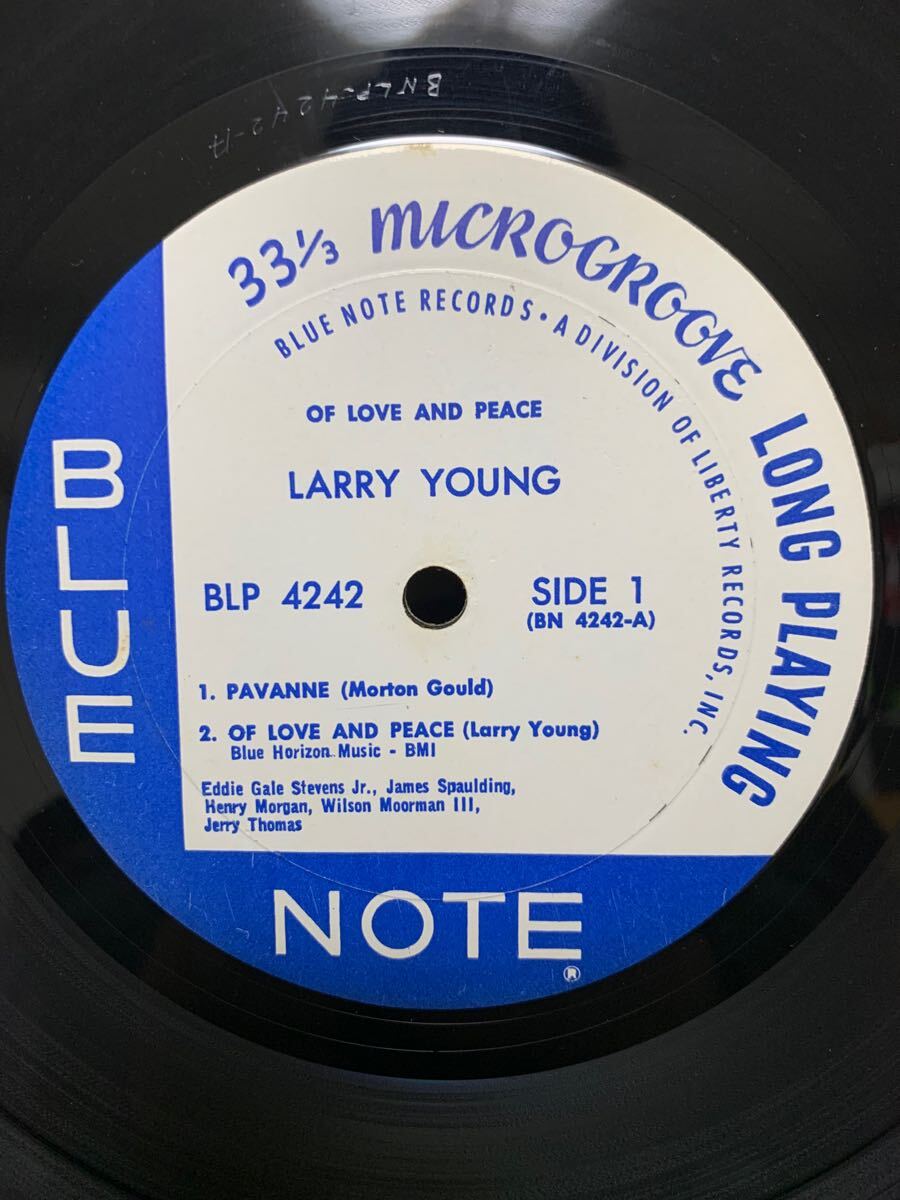 BNLP-4242-A
33⅓ MICROGROOVE LONG PLAYING
BLUE NOTE RECORDS • A DIVISION OF LIBERTY RECORDS, INC.
OF LOVE AND PEACE
LARRY YOUNG
BLP 4242
SIDE 1
(BN 4242-A)
1. PAVANNE (Morton Gould)
2. OF LOVE AND PEACE (Larry Young)
Blue Horizon Music - BMI
Eddie Gale Stevens Jr., James Spaulding,
Henry Morgan, Wilson Moorman III,
Jerry Thomas
BLUE
NOTE®